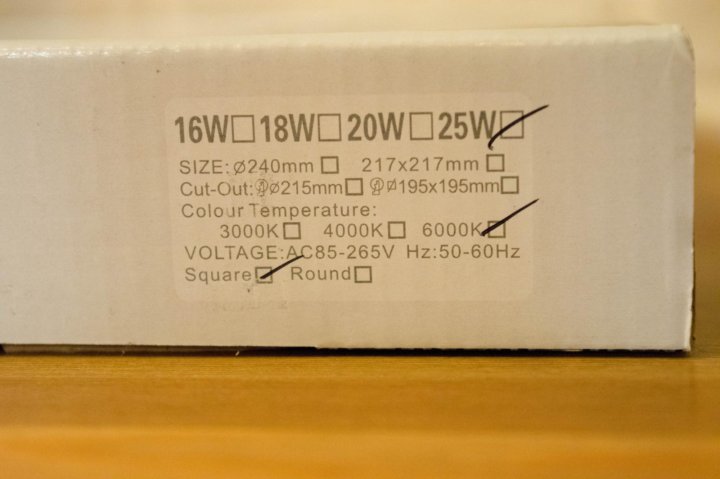 16W☐ 18W☐ 20W☐ 25W☑
SIZE:ø240mm ☐ 217x217mm ☐
Cut-Out: ø215mm☐ 195x195mm☐
Colour Temperature:
3000K☐ 4000K☐ 6000K☑
VOLTAGE:AC85-265V Hz:50-60Hz
Square☑ Round☐